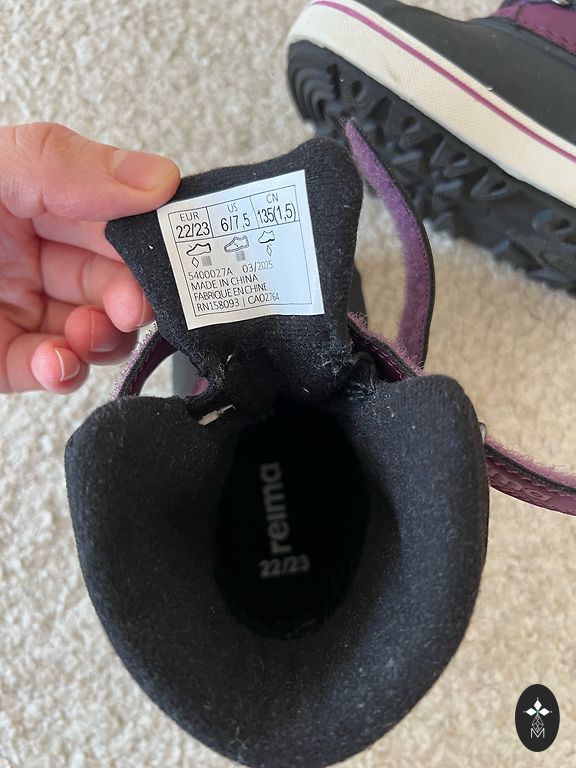 EUR US CN
22/23 6/7,5 135(1,5)
5400027A 03/2025
MADE IN CHINA
FABRIQUE EN CHINE
RN158093 | CA02764
reima
22/23
M